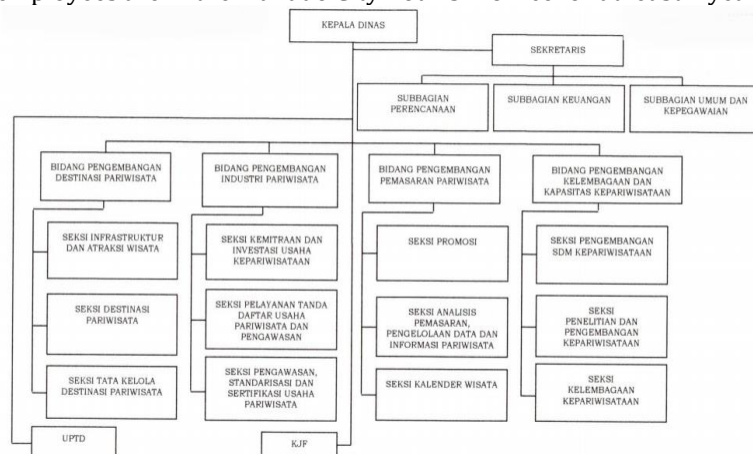 KEPALA DINAS
SEKRETARIS
SUBBAGIAN
PERENCANAAN
SUBBAGIAN KEUANGAN
SUBBAGIAN UMUM DAN
KEPEGAWAIAN
BIDANG PENGEMBANGAN
DESTINASI PARIWISATA
BIDANG PENGEMBANGAN
INDUSTRI PARIWISATA
BIDANG PENGEMBANGAN
PEMASARAN PARIWISATA
BIDANG PENGEMBANGAN
KELEMBAGAAN DAN
KAPASITAS KEPARIWISATAAN
SEKSI INFRASTRUKTUR
DAN ATRAKSI WISATA
SEKSI KEMITRAAN DAN
INVESTASI USAHA
KEPARIWISATAAN
SEKSI PROMOSI
SEKSI PENGEMBANGAN
SDM KEPARIWISATAAN
SEKSI DESTINASI
PARIWISATA
SEKSI PELAYANAN TANDA
DAFTAR USAHA
PARIWISATA DAN
PENGAWASAN
SEKSI ANALISIS
PEMASARAN,
PENGELOLAAN DATA DAN
INFORMASI PARIWISATA
SEKSI
PENELITIAN DAN
PENGEMBANGAN
KEPARIWISATAAN
SEKSI TATA KELOLA
DESTINASI PARIWISATA
SEKSI PENGAWASAN,
STANDARISASI DAN
SERTIFIKASI USAHA
PARIWISATA
SEKSI KALENDER WISATA
SEKSI
KELEMBAGAAN
KEPARIWISATAAN
UPTD
KJF